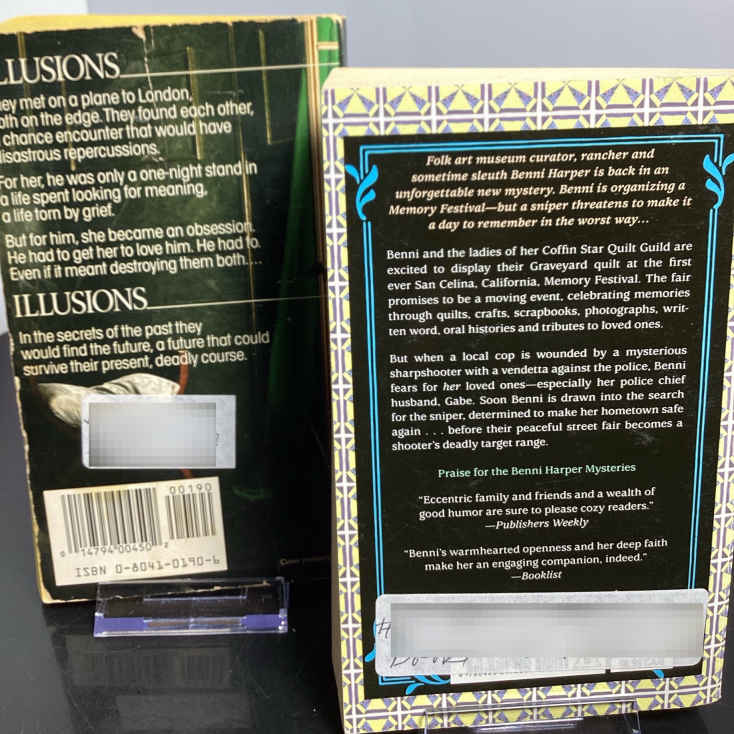 LLUSIONS
ey met on a plane to London,
oth on the edge. They found each other,
chance encounter that would have
isastrous repercussions.
For her, he was only a one-night stand in
a life spent looking for meaning,
a life torn by grief.
But for him, she became an obsession.
He had to get her to love him. He had to.
Even if it meant destroying them both....
ILLUSIONS
In the secrets of the past they
would find the future, a future that could
survive their present, deadly course.
00190
0 14794 00450 2
ISBN 0-8041-0190-6
Folk art museum curator, rancher and
sometime sleuth Benni Harper is back in an
unforgettable new mystery. Benni is organizing a
Memory Festival—but a sniper threatens to make it
a day to remember in the worst way...
Benni and the ladies of her Coffin Star Quilt Guild are
excited to display their Graveyard quilt at the first
ever San Celina, California, Memory Festival. The fair
promises to be a moving event, celebrating memories
through quilts, crafts, scrapbooks, photographs, writ-
ten word, oral histories and tributes to loved ones.
But when a local cop is wounded by a mysterious
sharpshooter with a vendetta against the police, Benni
fears for her loved ones—especially her police chief
husband, Gabe. Soon Benni is drawn into the search
for the sniper, determined to make her hometown safe
again . . . before their peaceful street fair becomes a
shooter's deadly target range.
Praise for the Benni Harper Mysteries
"Eccentric family and friends and a wealth of
good humor are sure to please cozy readers."
—Publishers Weekly
"Benni's warmhearted openness and her deep faith
make her an engaging companion, indeed."
—Booklist